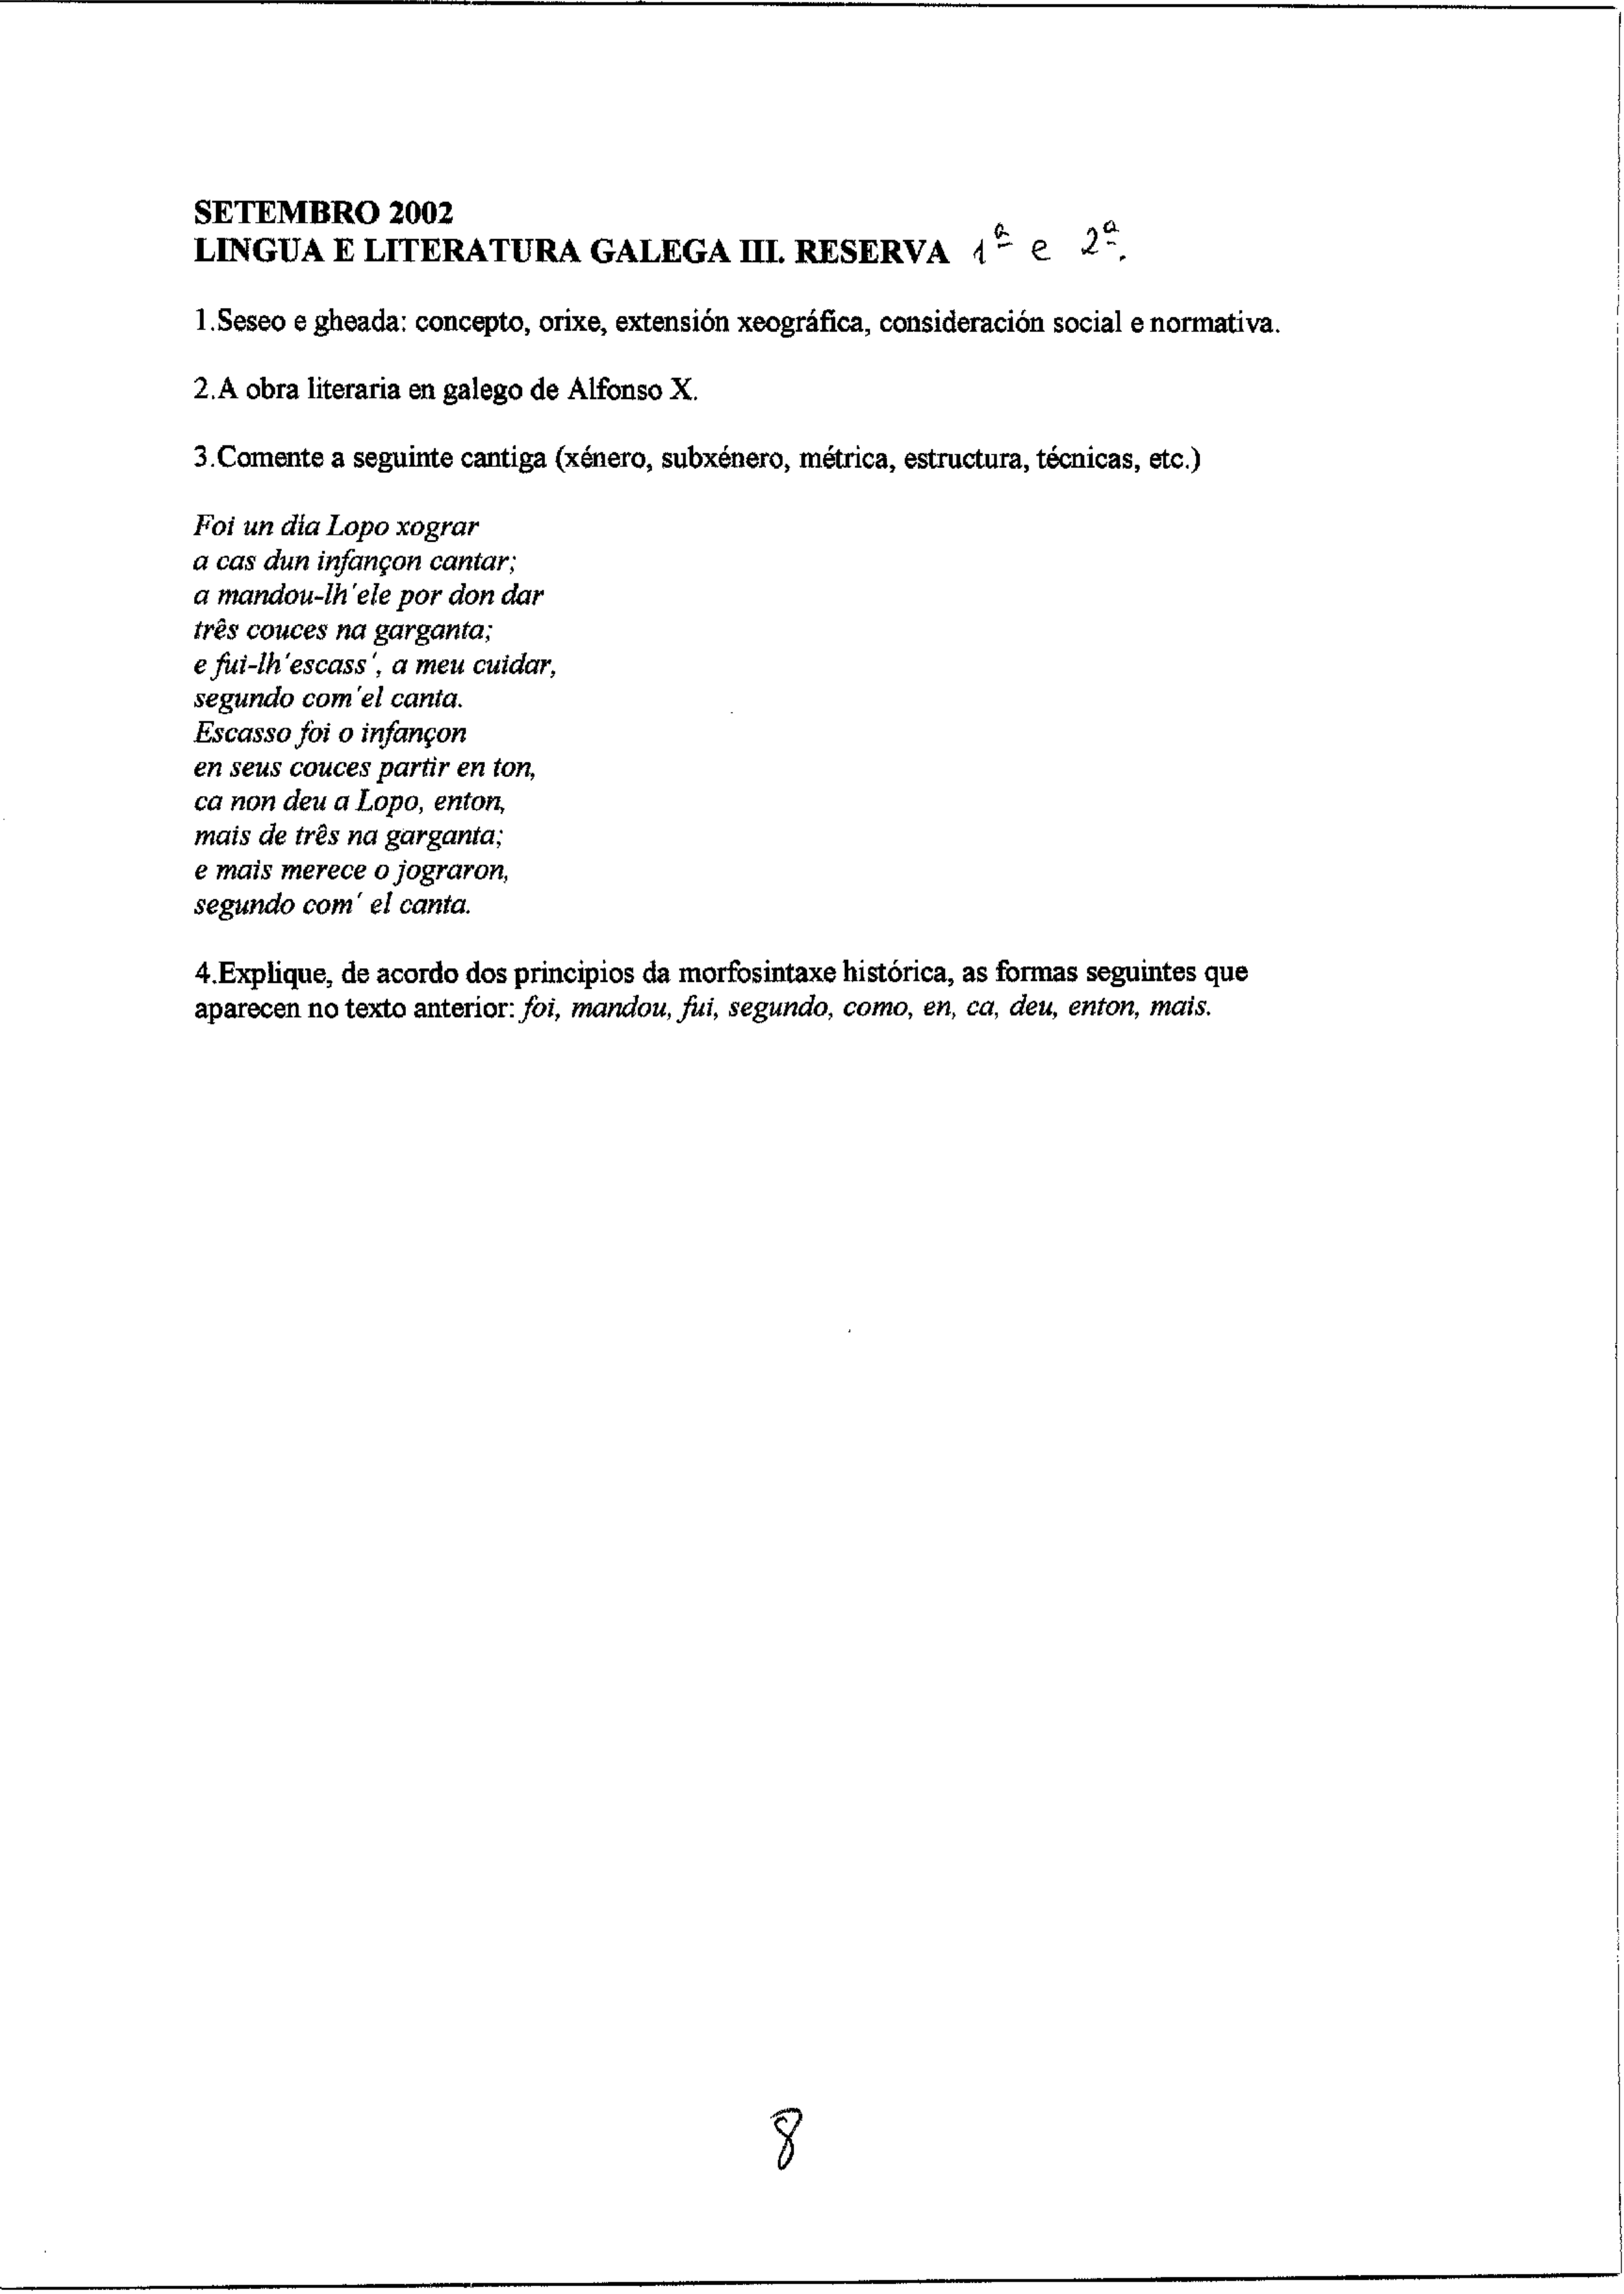 SETEMBRO 2002
LINGUA E LITERATURA GALEGA III. RESERVA 1ª e 2ª.
1.Seseo e gheada: concepto, orixe, extensión xeográfica, consideración social e normativa.
2.A obra literaria en galego de Alfonso X.
3.Comente a seguinte cantiga (xénero, subxénero, métrica, estructura, técnicas, etc.)
Foi un día Lopo xograr
a cas dun infançon cantar;
a mandou-lh'ele por don dar
três couces na garganta;
e fui-lh'escass', a meu cuidar,
segundo com'el canta.
Escasso foi o infançon
en seus couces partir en ton,
ca non deu a Lopo, enton,
mais de três na garganta;
e mais merece o jograron,
segundo com' el canta.
4.Explique, de acordo dos principios da morfosintaxe histórica, as formas seguintes que
aparecen no texto anterior: foi, mandou, fui, segundo, como, en, ca, deu, enton, mais.
8